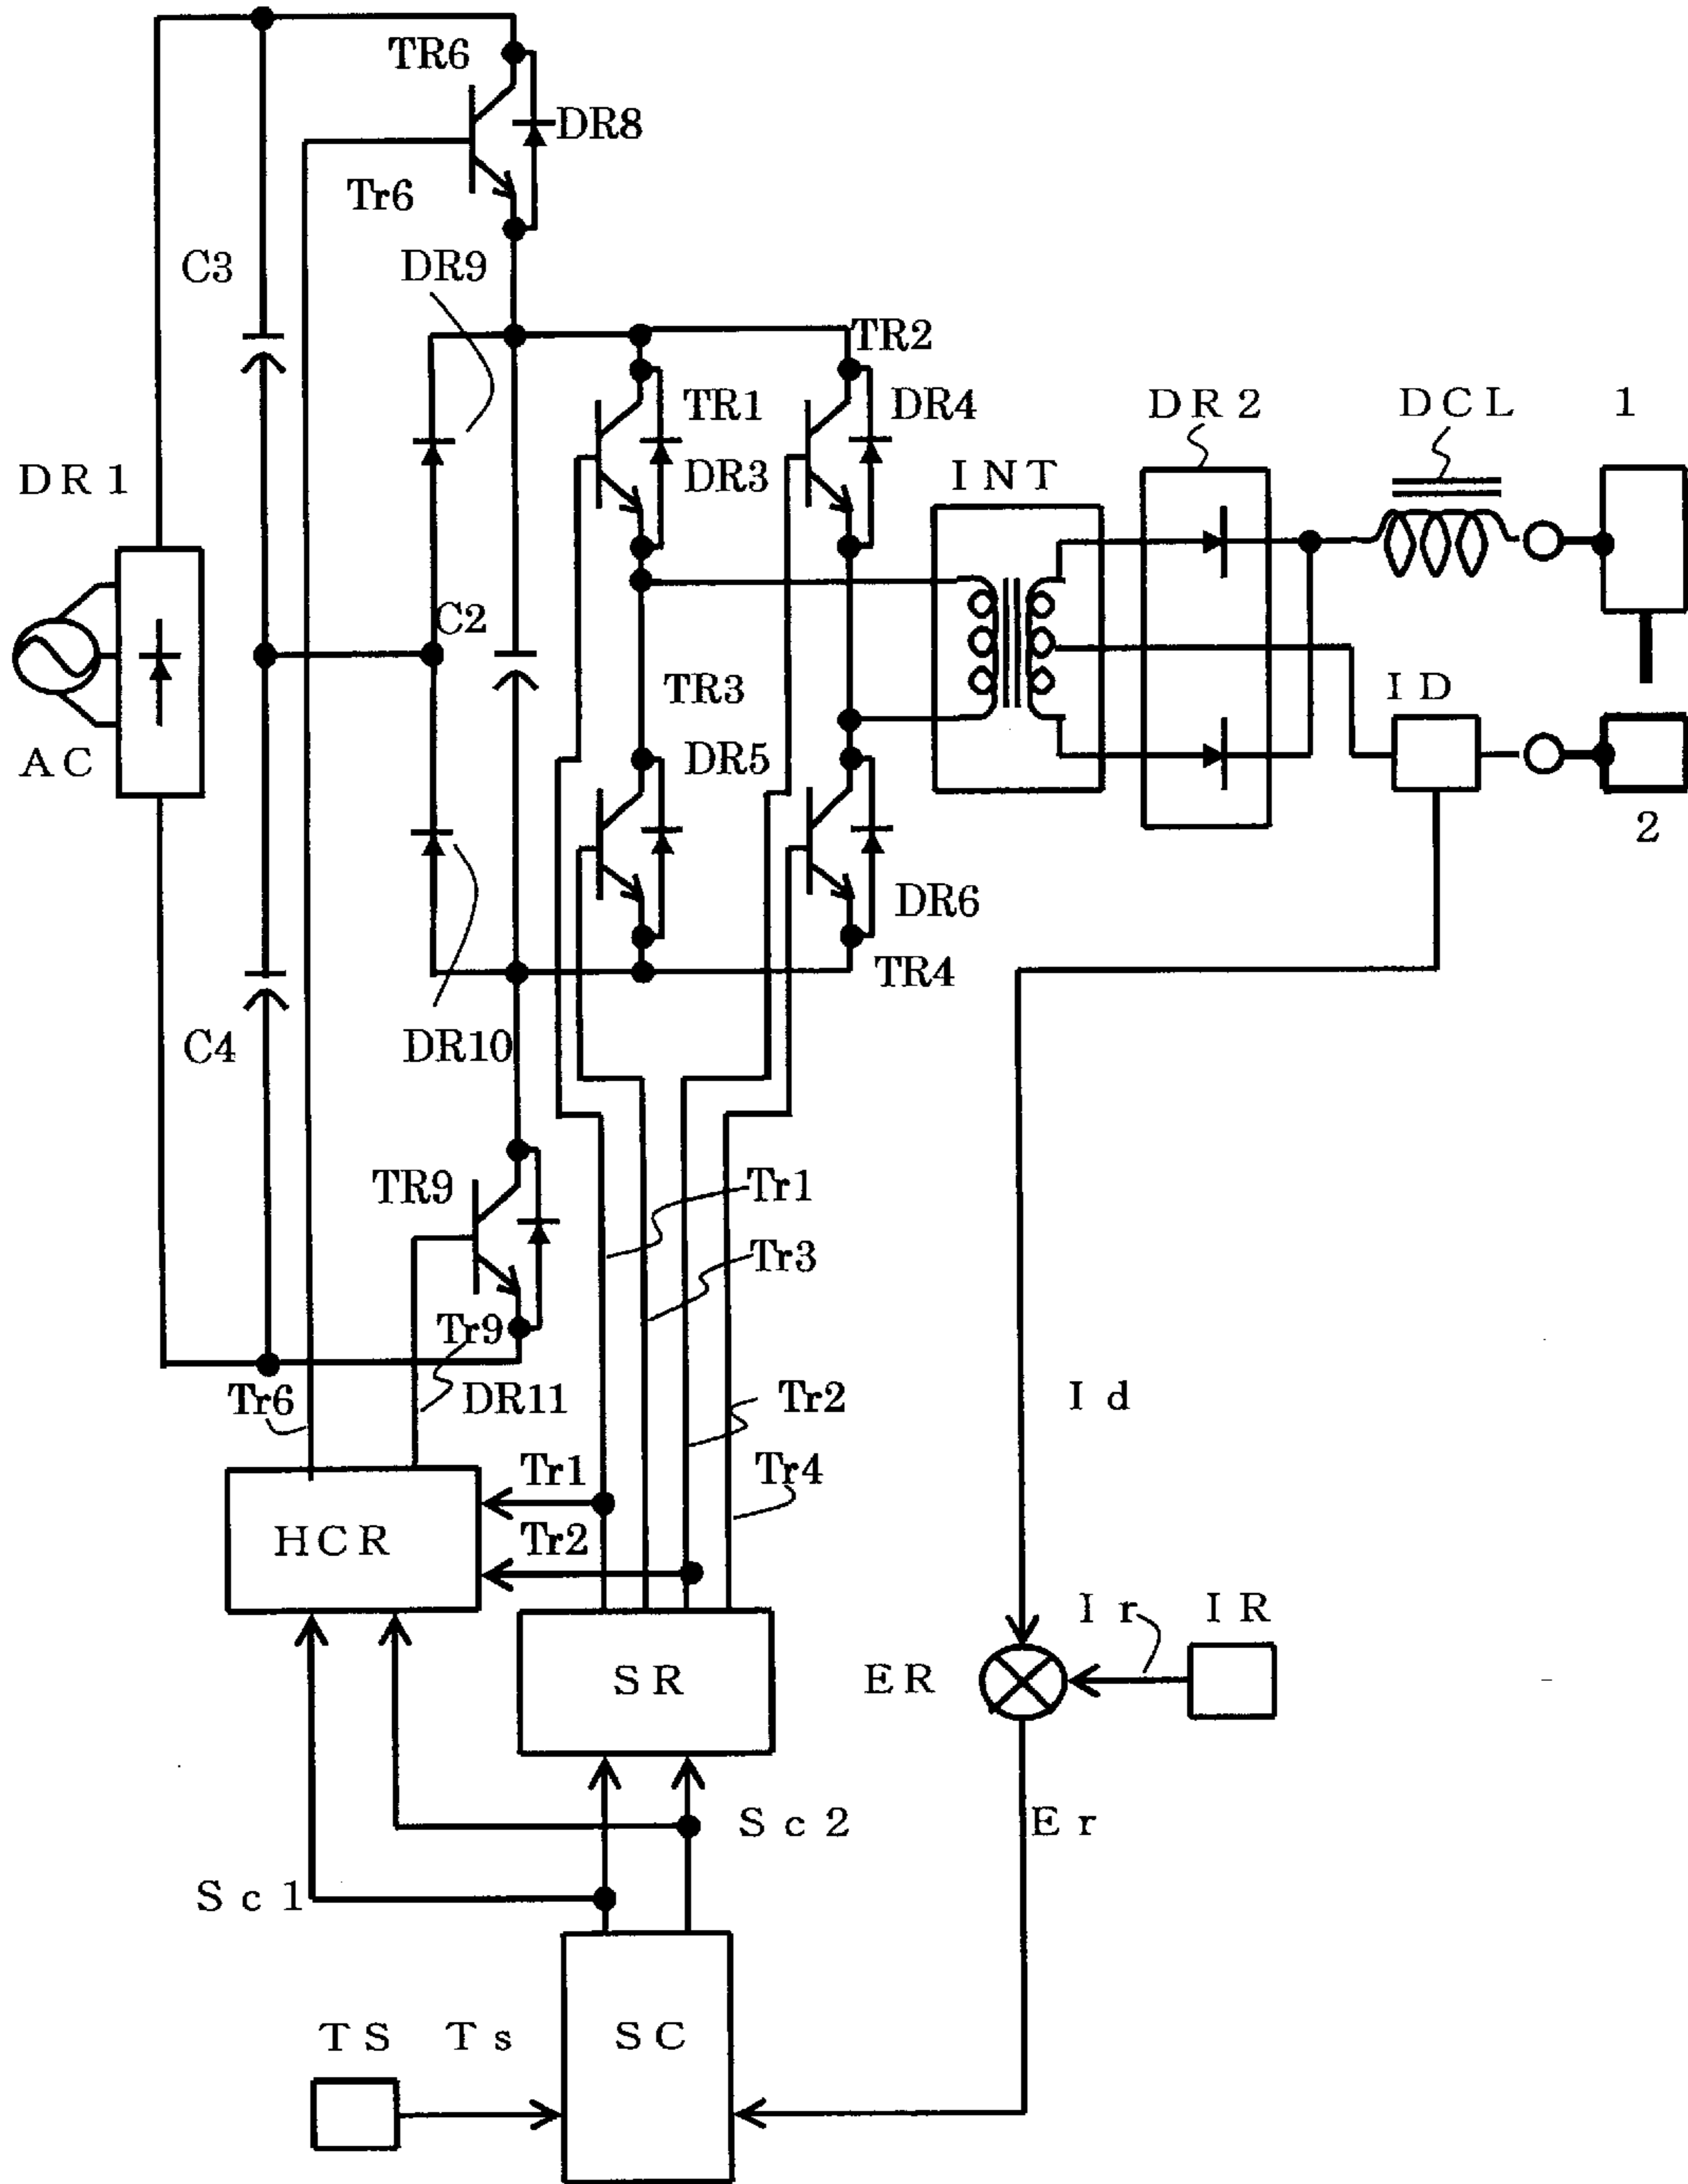 TR6
DR8
Tr6
C3
DR9
TR2
TR1
DR4
DR2
DCL
1
DR1
DR3
INT
C2
TR3
ID
AC
DR5
2
DR6
TR4
C4
DR10
TR9
Tr1
Tr3
Tr9
Tr6
DR11
Tr2
Id
Tr1
Tr4
HCR
Tr2
Ir
IR
SR
ER
Sc2
Er
Sc1
TS
Ts
SC